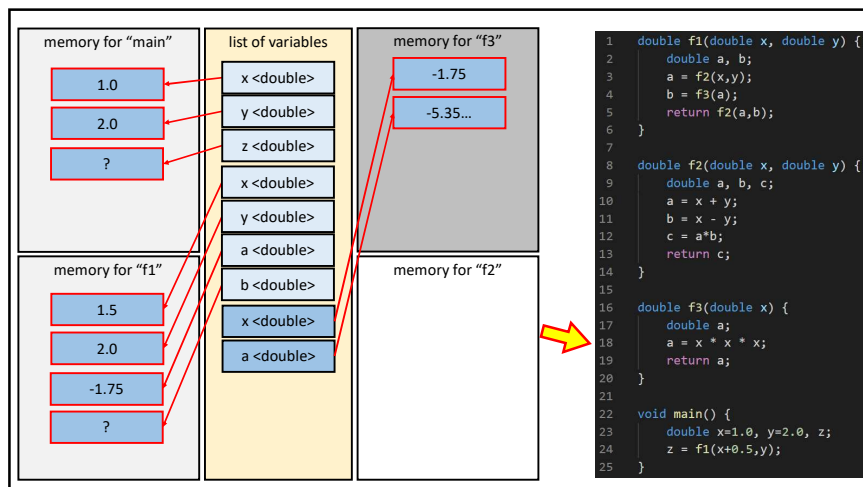 memory for “main”
1.0
2.0
?
list of variables
x <double>
y <double>
z <double>
x <double>
y <double>
a <double>
b <double>
x <double>
a <double>
memory for “f3”
-1.75
-5.35...
memory for “f1”
1.5
2.0
-1.75
?
memory for “f2”
1 double f1(double x, double y) {
2 double a, b;
3 a = f2(x,y);
4 b = f3(a);
5 return f2(a,b);
6 }
7
8 double f2(double x, double y) {
9 double a, b, c;
10 a = x + y;
11 b = x - y;
12 c = a*b;
13 return c;
14 }
15
16 double f3(double x) {
17 double a;
18 a = x * x * x;
19 return a;
20 }
21
22 void main() {
23 double x=1.0, y=2.0, z;
24 z = f1(x+0.5,y);
25 }